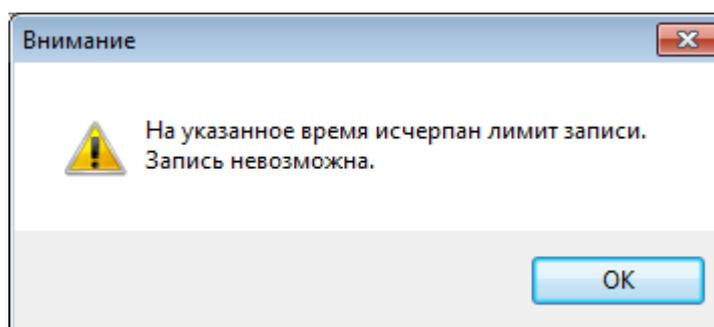 Внимание
На указанное время исчерпан лимит записи.
Запись невозможна.
OK